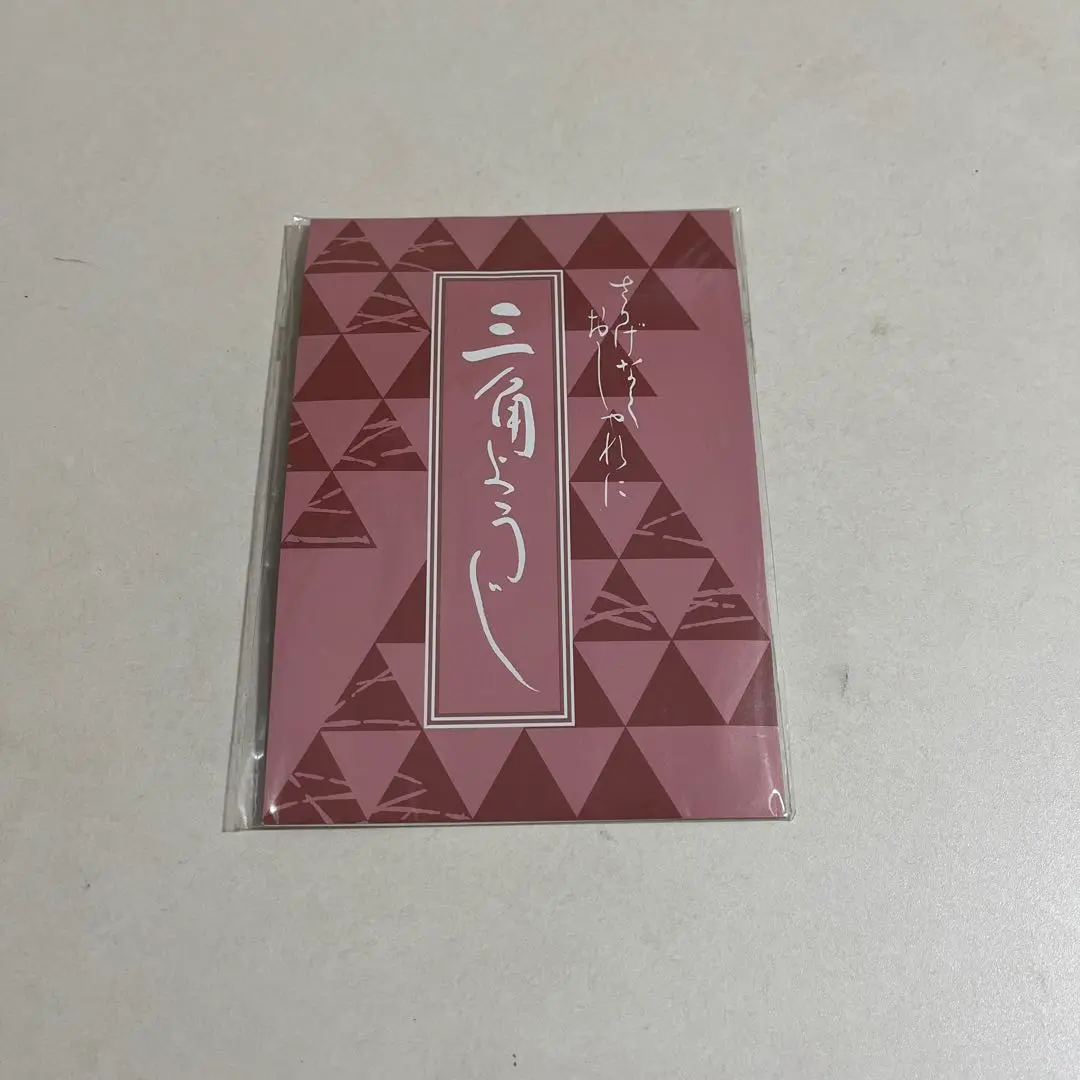 さりげなく
おしゃれに
三角ようじ